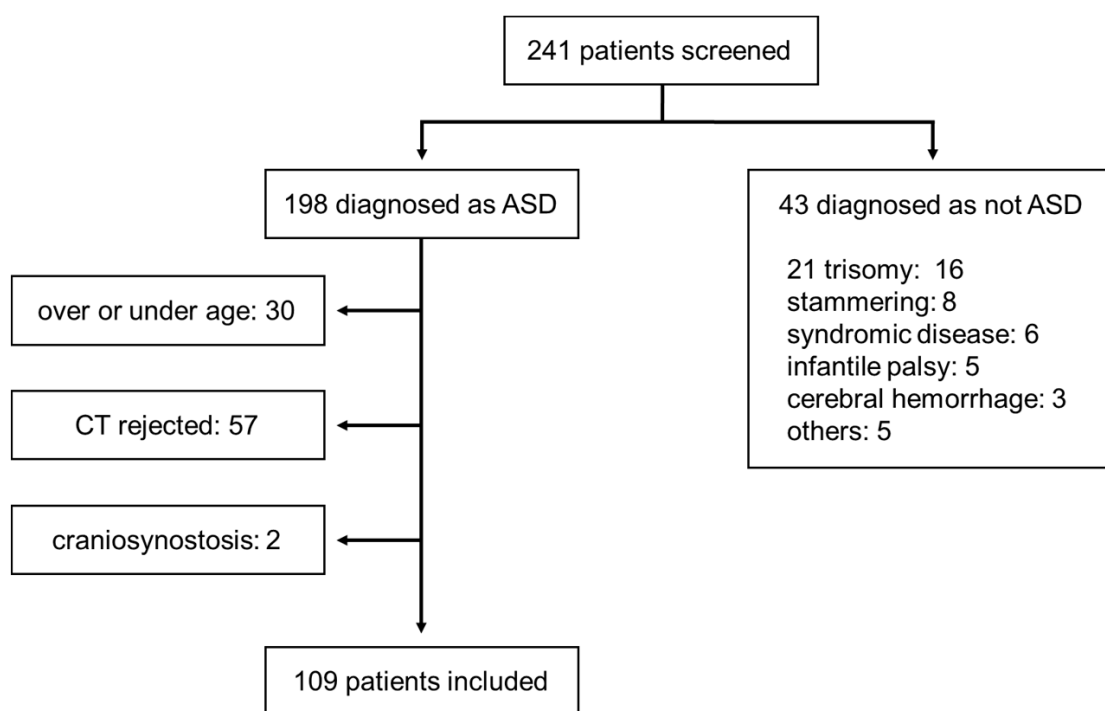 241 patients screened
198 diagnosed as ASD
43 diagnosed as not ASD
21 trisomy:  16
stammering: 8
syndromic disease: 6
infantile palsy: 5
cerebral hemorrhage: 3
others: 5
over or under age: 30
CT rejected: 57
craniosynostosis: 2
109 patients included